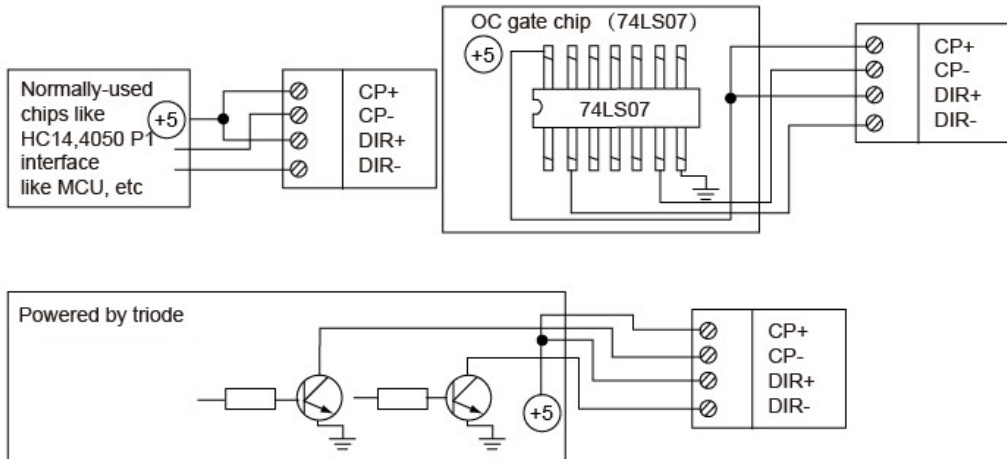 Normally-used
chips like
HC14,4050 P1
interface
like MCU, etc
+5
CP+
CP-
DIR+
DIR-
OC gate chip （74LS07）
+5
74LS07
CP+
CP-
DIR+
DIR-
Powered by triode
+5
CP+
CP-
DIR+
DIR-